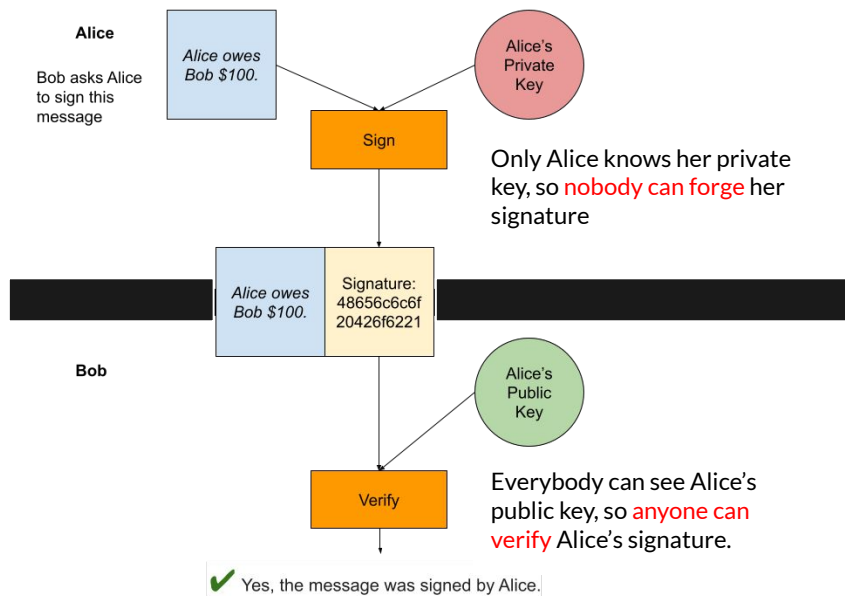 Alice
Bob asks Alice
to sign this
message
Alice owes
Bob $100.
Alice's
Private
Key
Sign
Only Alice knows her private
key, so nobody can forge her
signature
Alice owes
Bob $100.
Signature:
48656c6c6f
20426f6221
Bob
Alice's
Public
Key
Verify
Everybody can see Alice's
public key, so anyone can
verify Alice's signature.
✔ Yes, the message was signed by Alice.